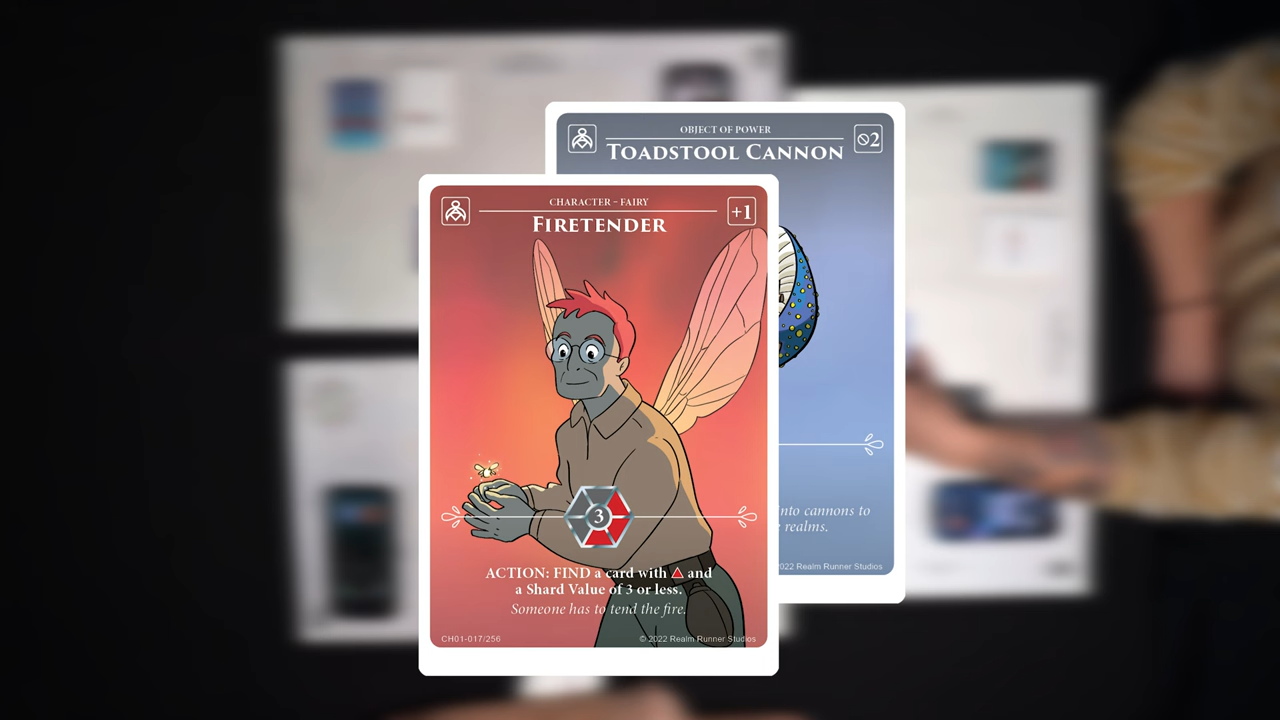 OBJECT OF POWER
TOADSTOOL CANNON
2
CHARACTER – FAIRY
FIRETENDER
+1
3
ACTION: FIND a card with and
a Shard Value of 3 or less.
Someone has to tend the fire.
CH01-017/256
© 2022 Realm Runner Studios
into cannons to
realms.
2022 Realm Runner Studios